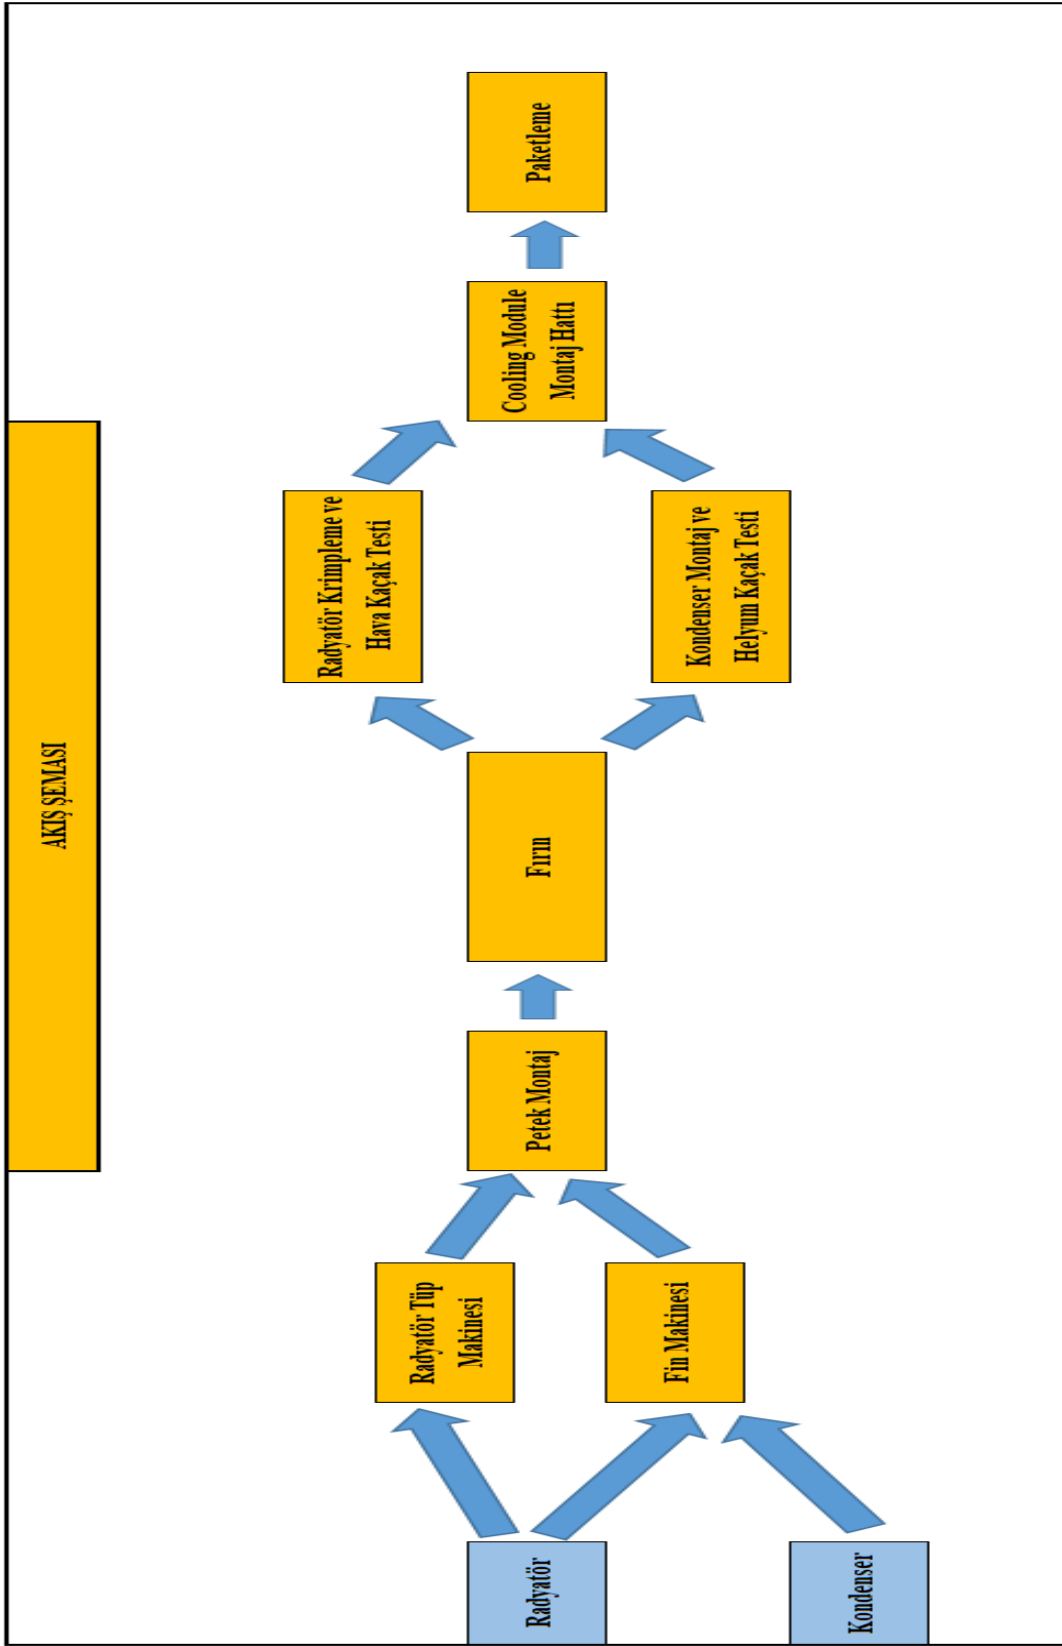 AKIŞ ŞEMASI
Radyatör
Kondenser
Radyatör Tüp
Makinesi
Fin Makinesi
Petek Montaj
Fırın
Radyatör Krimpleme ve
Hava Kaçak Testi
Kondenser Montaj ve
Helyum Kaçak Testi
Cooling Module
Montaj Hattı
Paketleme